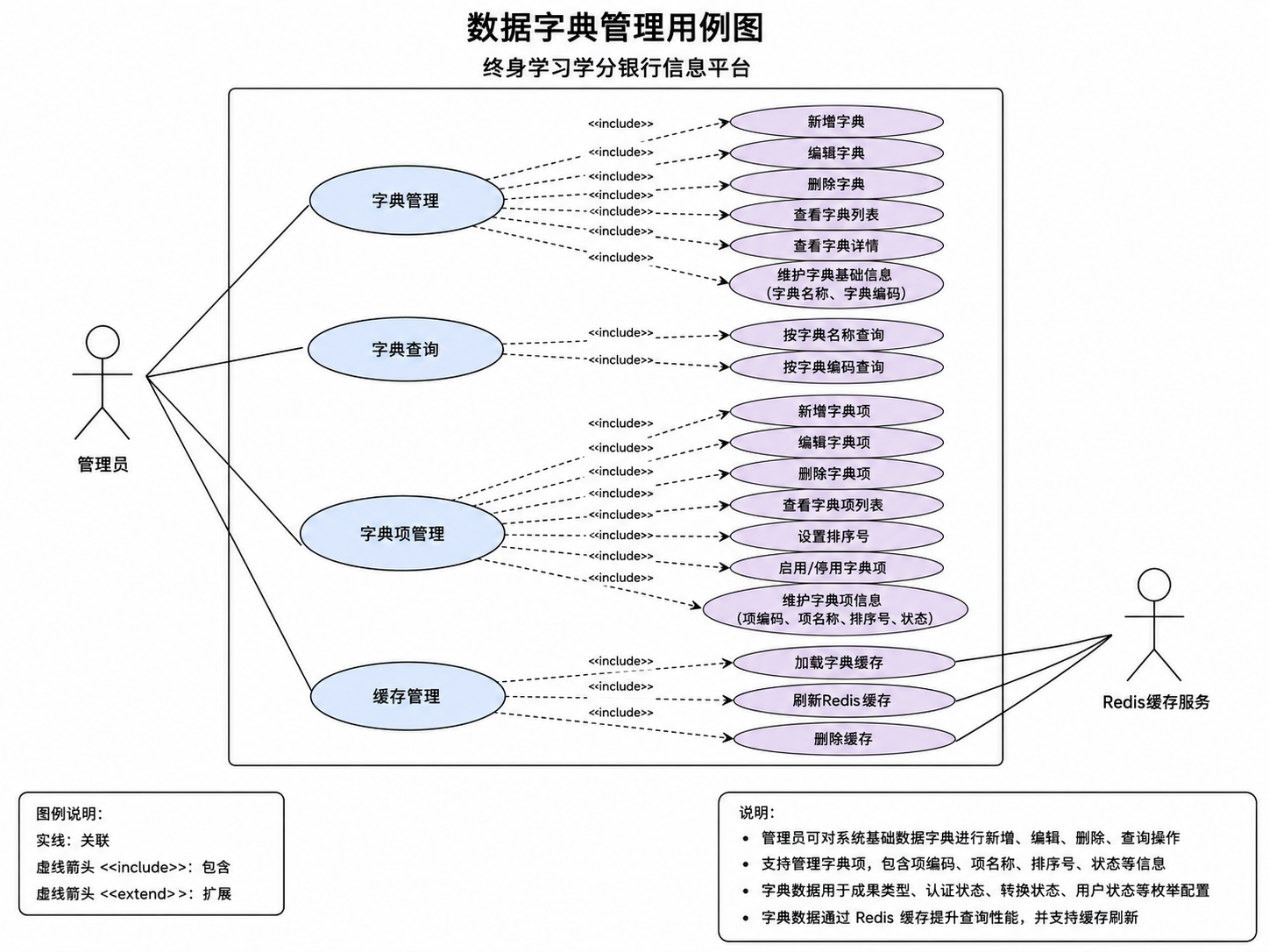 数据字典管理用例图
终身学习学分银行信息平台
字典管理
<<include>>
<<include>>
<<include>>
<<include>>
<<include>>
<<include>>
<<include>>
新增字典
编辑字典
删除字典
查看字典列表
查看字典详情
维护字典基础信息
（字典名称、字典编码）
字典查询
<<include>>
<<include>>
按字典名称查询
按字典编码查询
字典项管理
<<include>>
<<include>>
<<include>>
<<include>>
<<include>>
<<include>>
<<include>>
新增字典项
编辑字典项
删除字典项
查看字典项列表
设置排序号
启用/停用字典项
维护字典项信息
（项编码、项名称、排序号、状态）
缓存管理
<<include>>
<<include>>
<<include>>
加载字典缓存
刷新Redis缓存
删除缓存
管理员
Redis缓存服务
图例说明：
实线：关联
虚线箭头 <<include>>：包含
虚线箭头 <<extend>>：扩展
说明：
• 管理员可对系统基础数据字典进行新增、编辑、删除、查询操作
• 支持管理字典项，包含项编码、项名称、排序号、状态等信息
• 字典数据用于成果类型、认证状态、转换状态、用户状态等枚举配置
• 字典数据通过 Redis 缓存提升查询性能，并支持缓存刷新